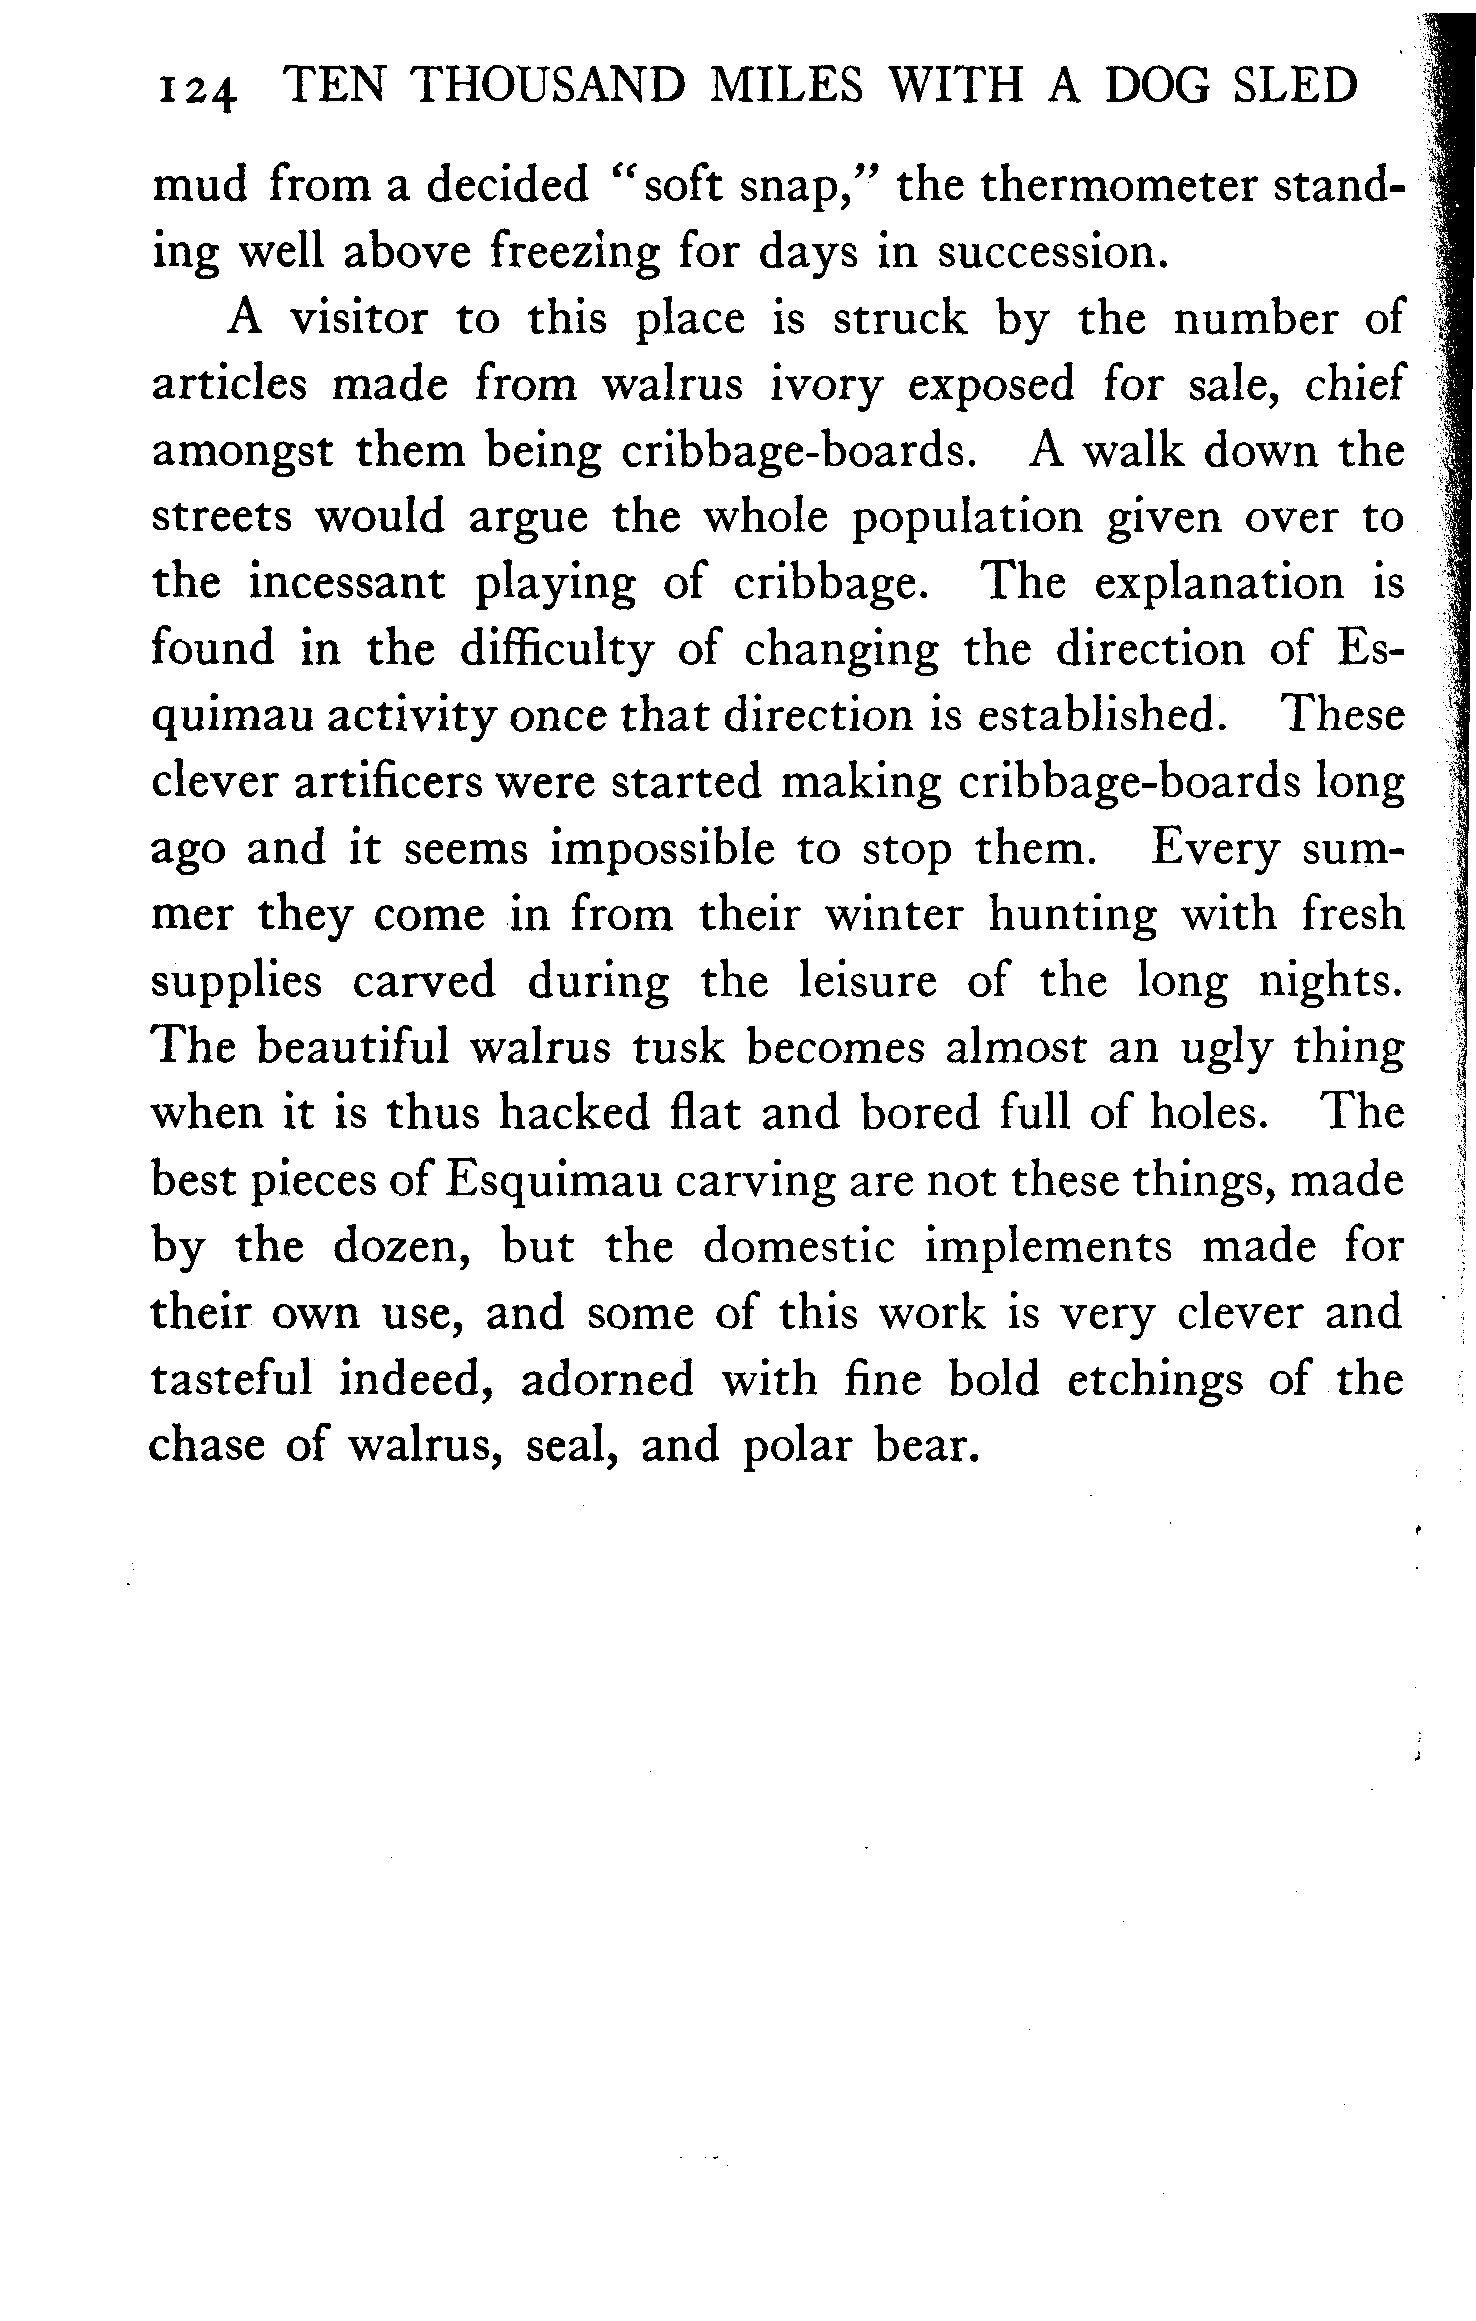 124 TEN THOUSAND MILES WITH A DOG SLED
mud from a decided "soft snap," the thermometer stand-
ing well above freezing for days in succession.
A visitor to this place is struck by the number of
articles made from walrus ivory exposed for sale, chief
amongst them being cribbage-boards. A walk down the
streets would argue the whole population given over to
the incessant playing of cribbage. The explanation is
found in the difficulty of changing the direction of Es-
quimau activity once that direction is established. These
clever artificers were started making cribbage-boards long
ago and it seems impossible to stop them. Every sum-
mer they come in from their winter hunting with fresh
supplies carved during the leisure of the long nights.
The beautiful walrus tusk becomes almost an ugly thing
when it is thus hacked flat and bored full of holes. The
best pieces of Esquimau carving are not these things, made
by the dozen, but the domestic implements made for
their own use, and some of this work is very clever and
tasteful indeed, adorned with fine bold etchings of the
chase of walrus, seal, and polar bear.